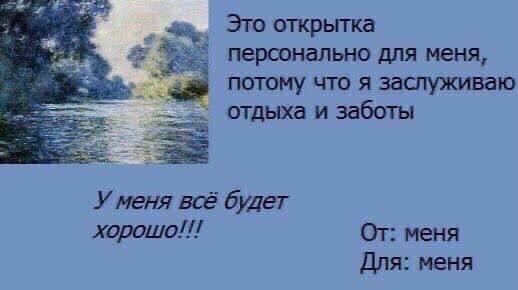 Это открытка
персонально для меня,
потому что я заслуживаю
отдыха и заботы
У меня всё будет
хорошо!!!
От: меня
Для: меня